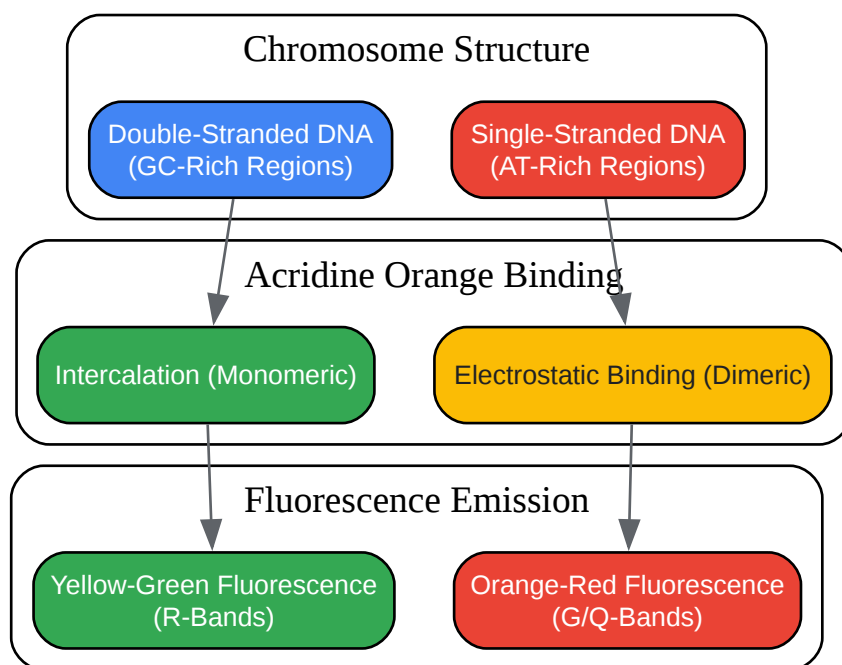 Chromosome Structure
Double-Stranded DNA
(GC-Rich Regions)
Single-Stranded DNA
(AT-Rich Regions)
Acridine Orange Binding
Intercalation (Monomeric)
Electrostatic Binding (Dimeric)
Fluorescence Emission
Yellow-Green Fluorescence
(R-Bands)
Orange-Red Fluorescence
(G/Q-Bands)